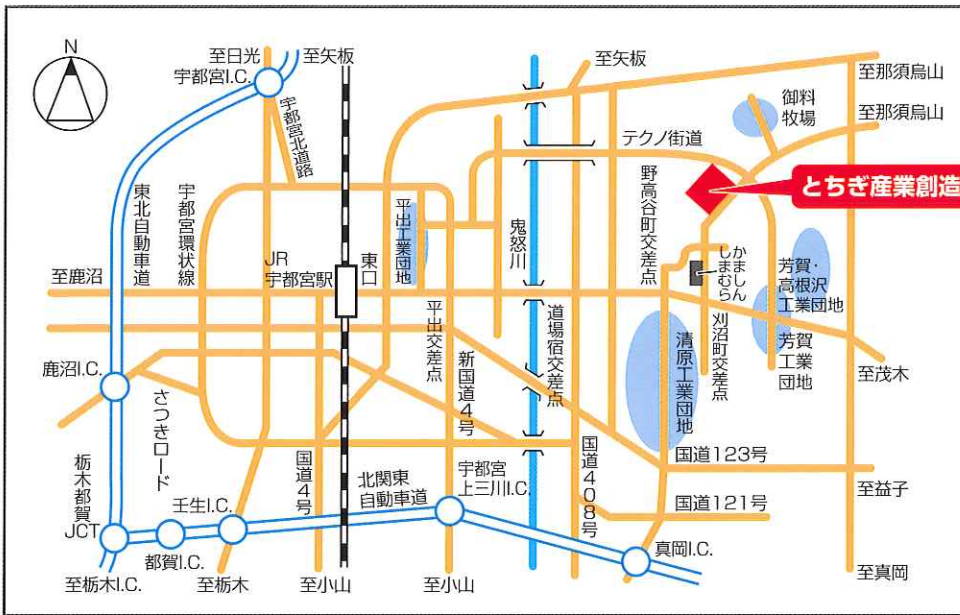 N
至日光
至矢板
宇都宮I.C.
宇都宮北道路
東北自動車道
宇都宮環状線
至矢板
至那須烏山
御料
牧場
至那須烏山
テクノ街道
とちぎ産業創造
野高谷町交差点
鬼怒川
平出工業団地
JR
宇都宮駅
東口
至鹿沼
かましん
しまむら
刈沼町交差点
芳賀・
高根沢
工業団地
芳賀
工業
団地
清原工業団地
道場宿交差点
平出交差点
新国道4号
至茂木
鹿沼I.C.
さつきロード
国道4号
国道408号
国道123号
至益子
国道121号
栃木都賀
JCT
壬生I.C.
都賀I.C.
北関東
自動車道
宇都宮
上三川I.C.
真岡I.C.
至栃木I.C.
至栃木
至小山
至小山
至真岡